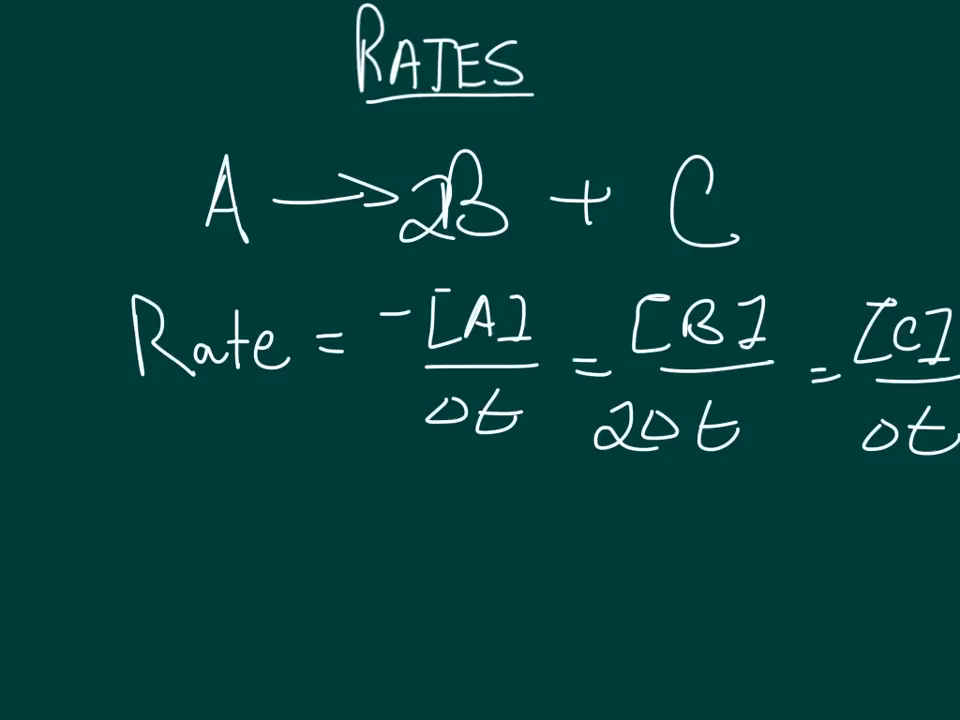 RATES
A → 2B + C
Rate = -[A]/Δt = [B]/2Δt = [C]/Δt